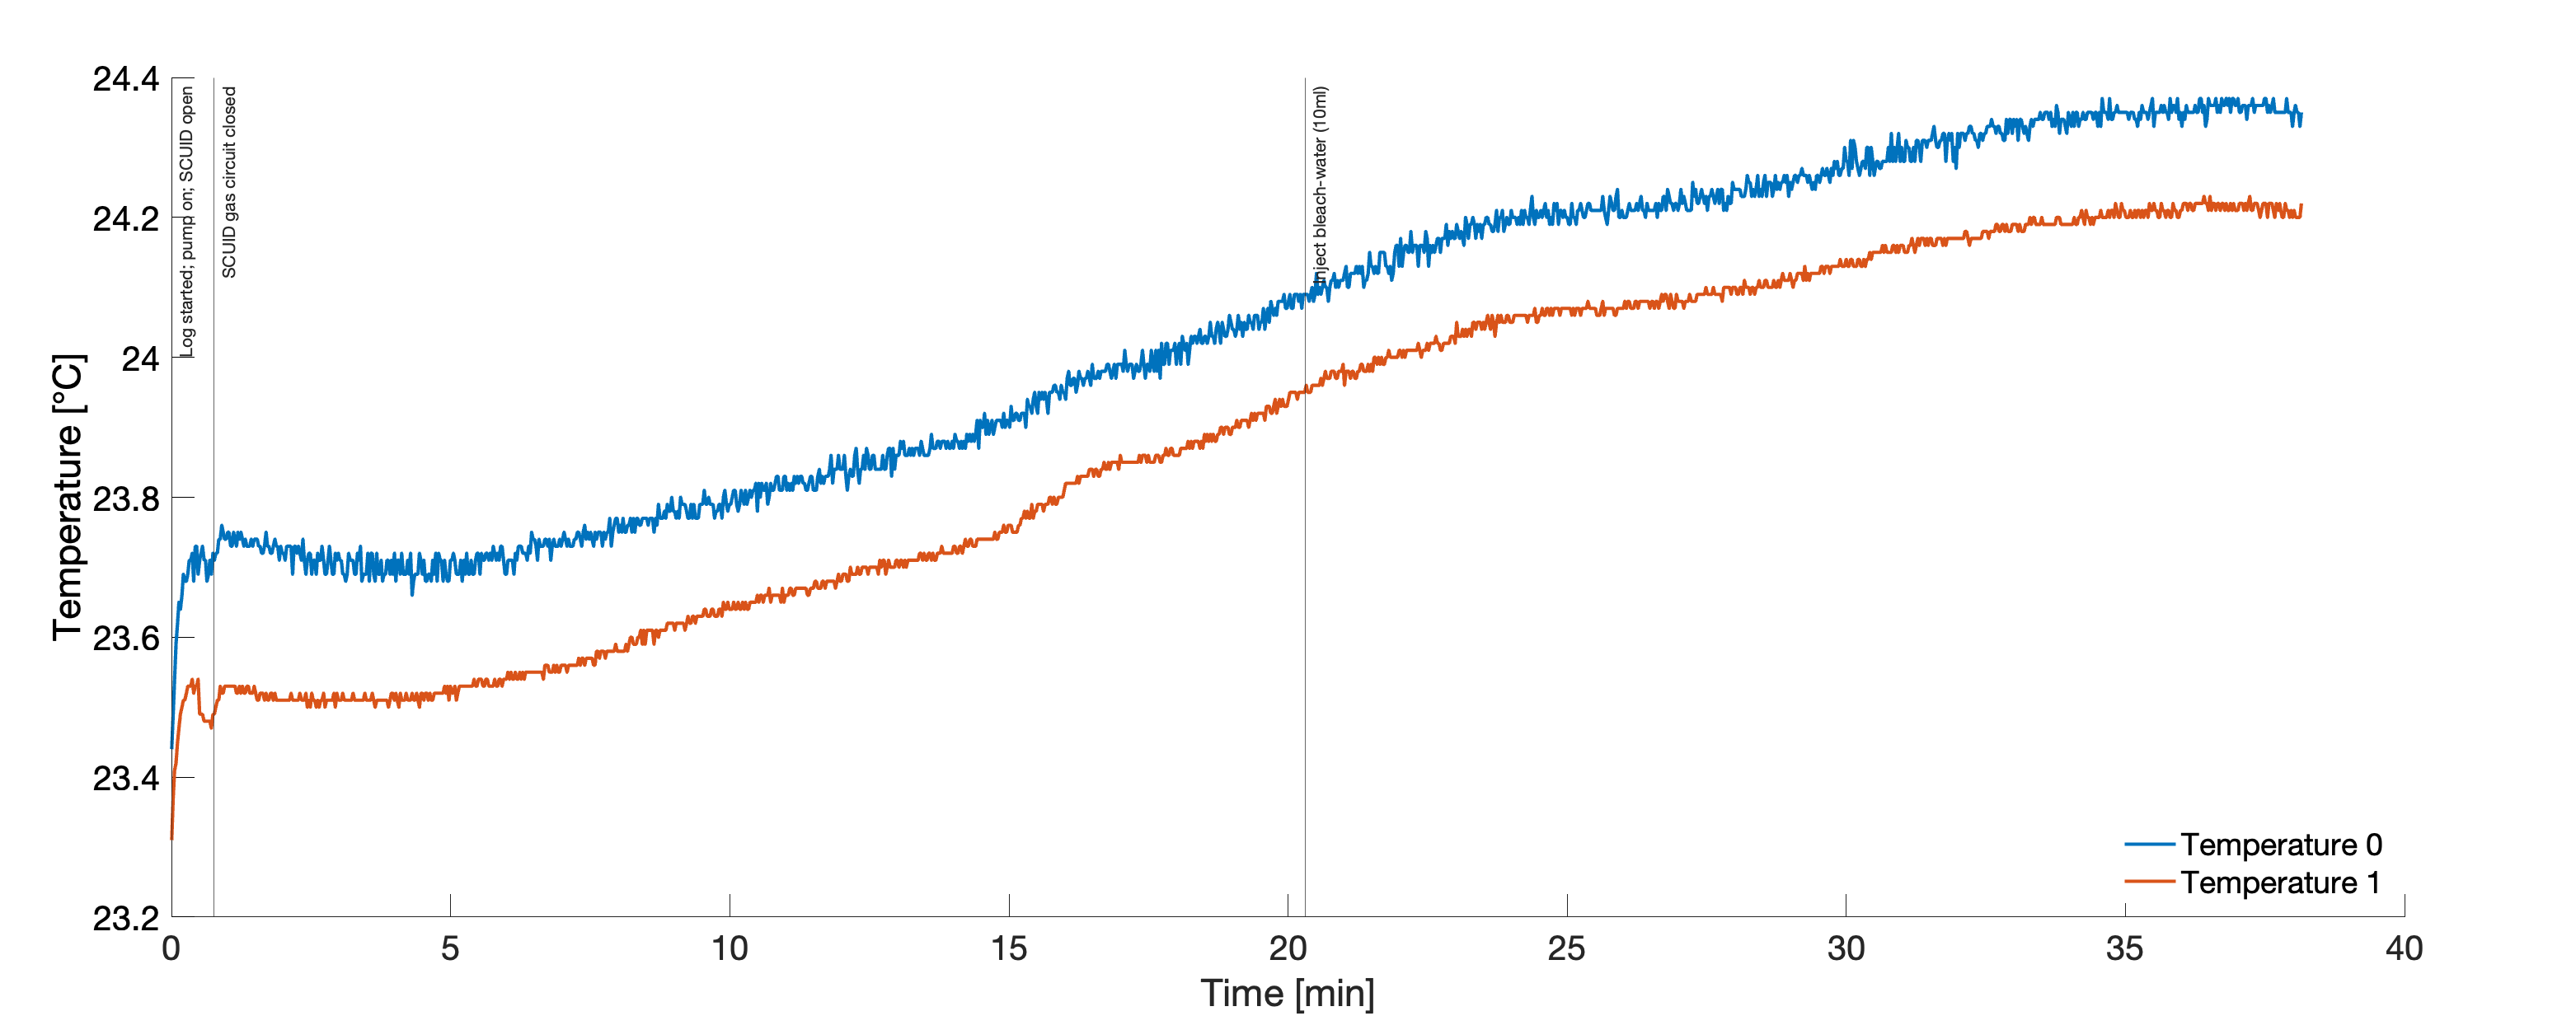 24.4
24.2
24
23.8
23.6
23.4
23.2
Temperature [°C]
Log started; pump on; SCUID open
SCUID gas circuit closed
Inject bleach-water (10ml)
Temperature 0
Temperature 1
0 5 10 15 20 25 30 35 40
Time [min]